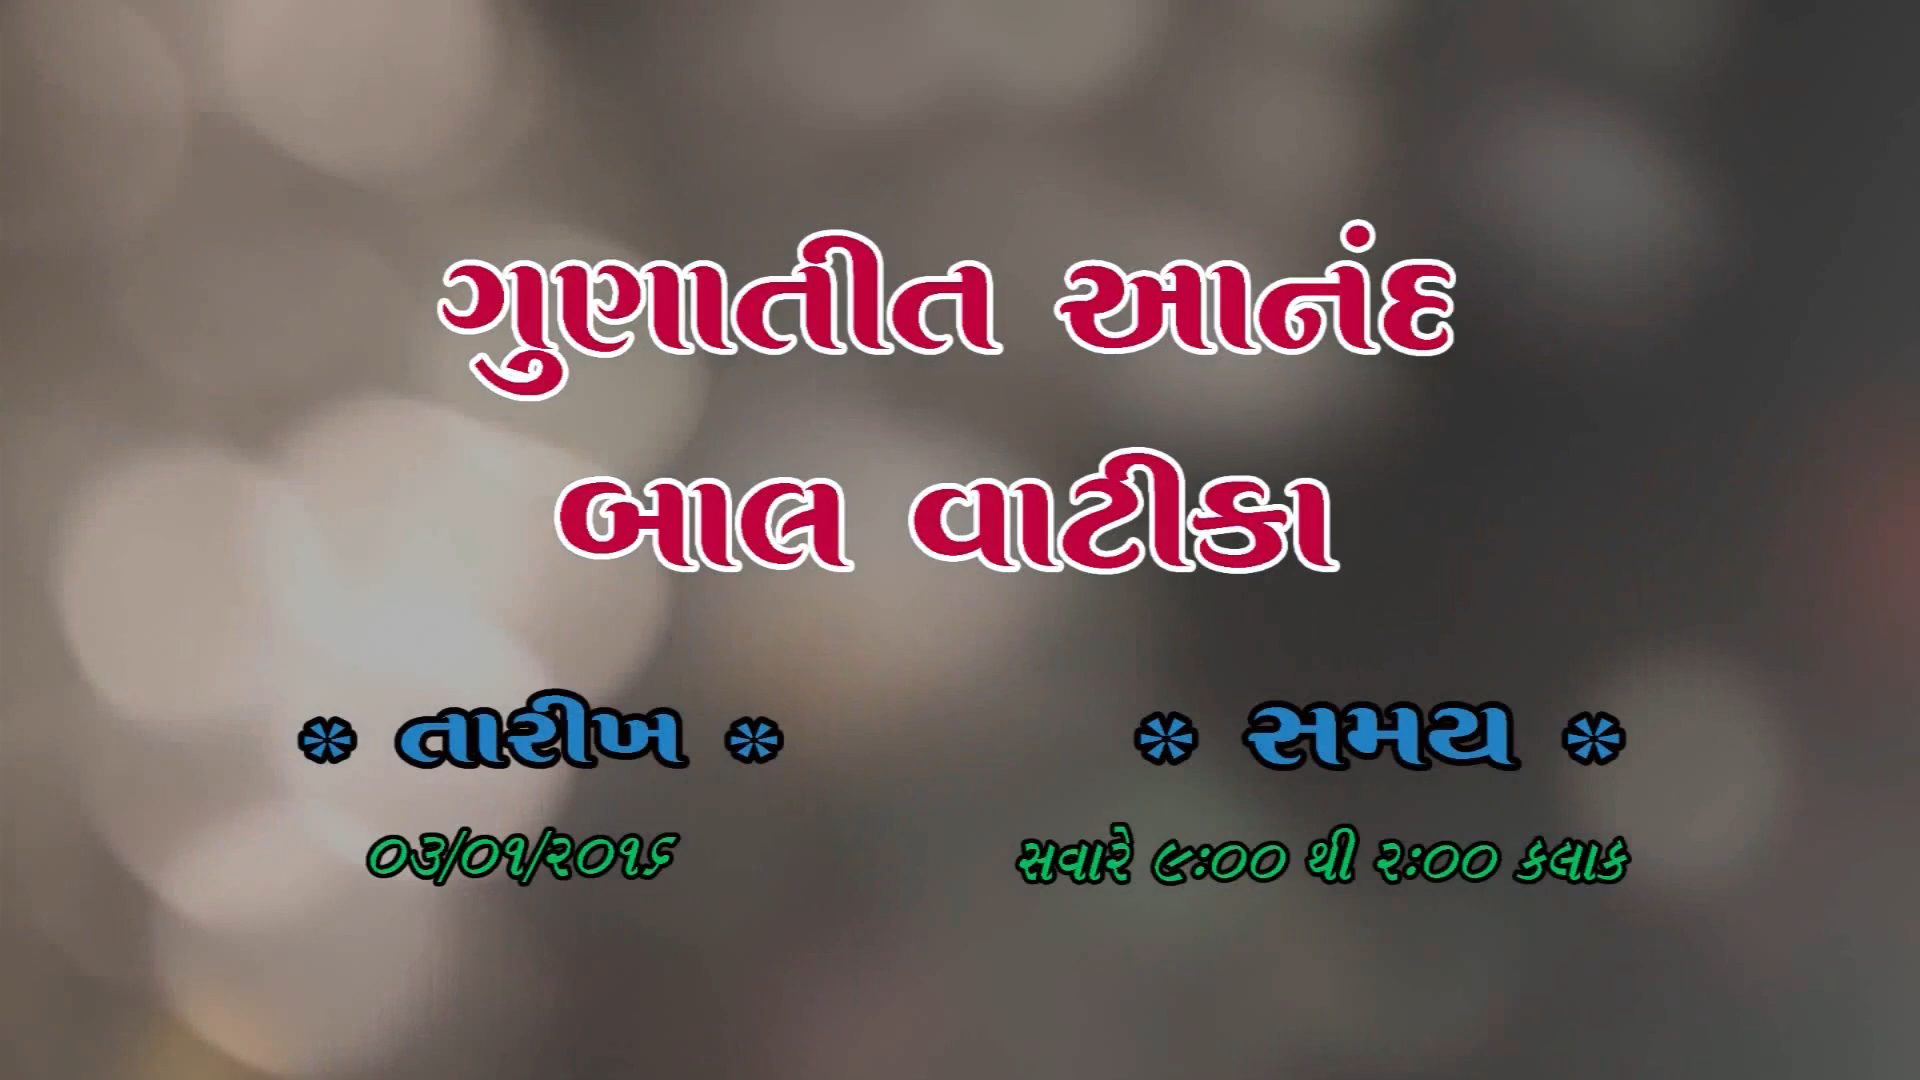 ગુણાતીત આનંદ
બાલ વાટીકા
* તારીખ * * સમય *
૦૩/૦૧/૨૦૧૬ સવારે ૯:૦૦ થી ૨:૦૦ કલાક